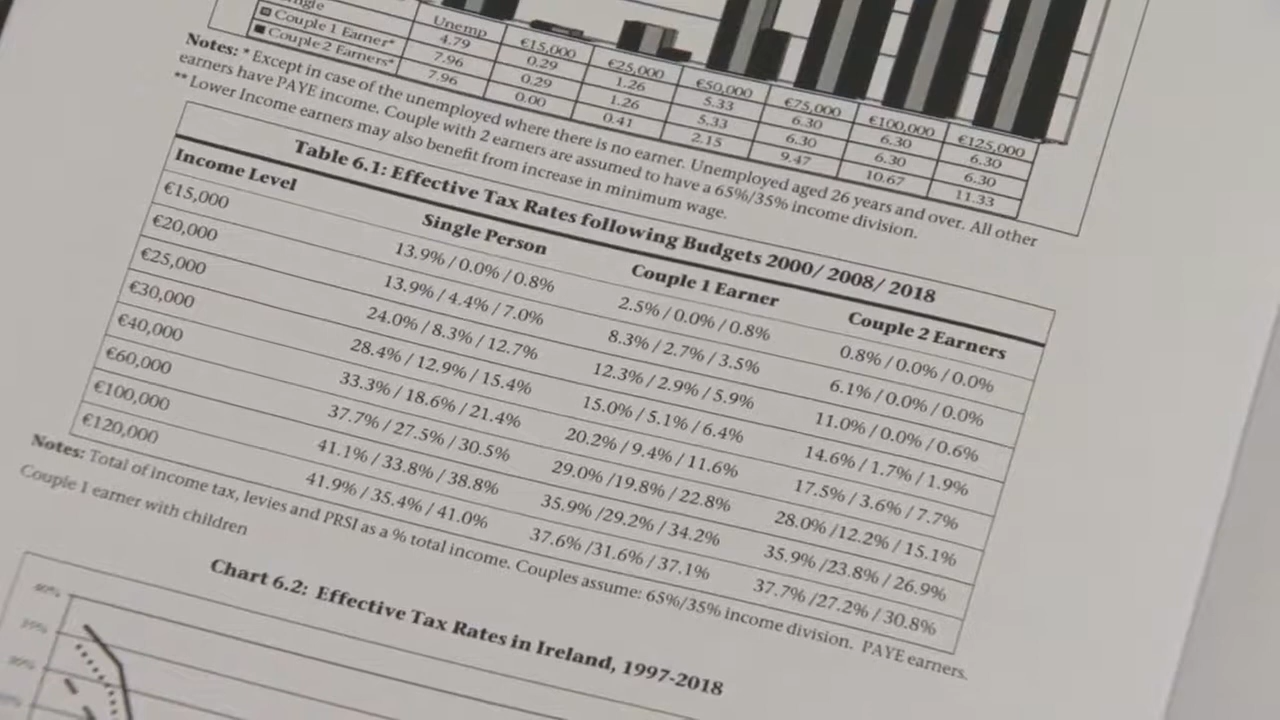 Unemp €15,000 €25,000 €50,000 €75,000 €100,000 €125,000
4.79 0.29 1.26 5.33 6.30 6.30 6.30
Couple 1 Earner* 7.96 0.29 1.26 5.33 6.30 6.30 6.30
Couple 2 Earners* 7.96 0.00 0.41 2.15 9.47 10.67 11.33
Notes: * Except in case of the unemployed where there is no earner. Unemployed aged 26 years and over. All other
earners have PAYE income. Couple with 2 earners are assumed to have a 65%/35% income division.
** Lower Income earners may also benefit from increase in minimum wage.
Table 6.1: Effective Tax Rates following Budgets 2000/ 2008/ 2018
Income Level Single Person Couple 1 Earner Couple 2 Earners
€15,000 13.9% / 0.0% / 0.8% 2.5% / 0.0% / 0.8% 0.8% / 0.0% / 0.0%
€20,000 13.9% / 4.4% / 7.0% 8.3% / 2.7% / 3.5% 6.1% / 0.0% / 0.0%
€25,000 24.0% / 8.3% / 12.7% 12.3% / 2.9% / 5.9% 11.0% / 0.0% / 0.6%
€30,000 28.4% / 12.9% / 15.4% 15.0% / 5.1% / 6.4% 14.6% / 1.7% / 1.9%
€40,000 33.3% / 18.6% / 21.4% 20.2% / 9.4% / 11.6% 17.5% / 3.6% / 7.7%
€60,000 37.7% / 27.5% / 30.5% 29.0% /19.8% / 22.8% 28.0% /12.2% / 15.1%
€100,000 41.1% / 33.8% / 38.8% 35.9% /29.2% / 34.2% 35.9% /23.8% / 26.9%
€120,000 41.9% / 35.4% / 41.0% 37.6% /31.6% / 37.1% 37.7% /27.2% / 30.8%
Notes: Total of income tax, levies and PRSI as a % total income. Couples assume: 65%/35% income division. PAYE earners.
Couple 1 earner with children
Chart 6.2: Effective Tax Rates in Ireland, 1997-2018